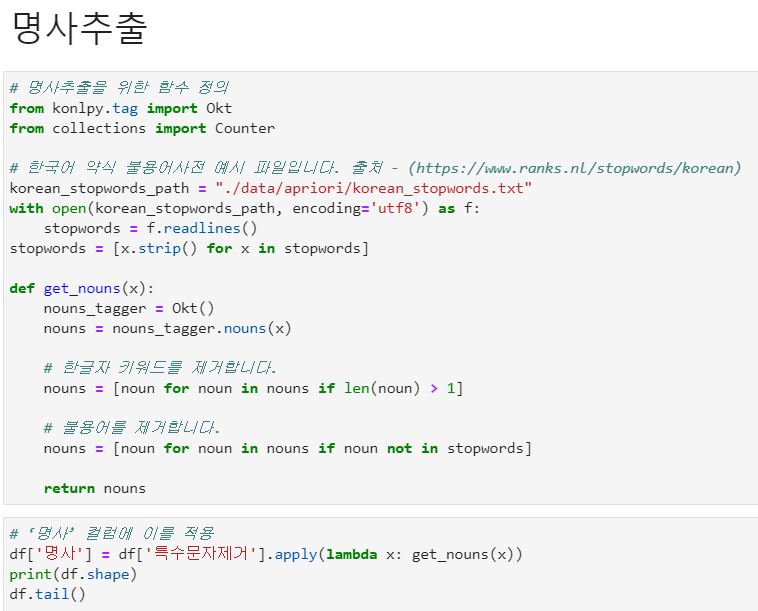 명사추출
# 명사추출을 위한 함수 정의
from konlpy.tag import Okt
from collections import Counter
# 한국어 약식 불용어사전 예시 파일입니다. 출처 - (https://www.ranks.nl/stopwords/korean)
korean_stopwords_path = "./data/apriori/korean_stopwords.txt"
with open(korean_stopwords_path, encoding='utf8') as f:
    stopwords = f.readlines()
stopwords = [x.strip() for x in stopwords]
def get_nouns(x):
    nouns_tagger = Okt()
    nouns = nouns_tagger.nouns(x)
    # 한글자 키워드를 제거합니다.
    nouns = [noun for noun in nouns if len(noun) > 1]
    # 불용어를 제거합니다.
    nouns = [noun for noun in nouns if noun not in stopwords]
    return nouns
# ‘명사’ 컬럼에 이를 적용
df['명사'] = df['특수문자제거'].apply(lambda x: get_nouns(x))
print(df.shape)
df.tail()